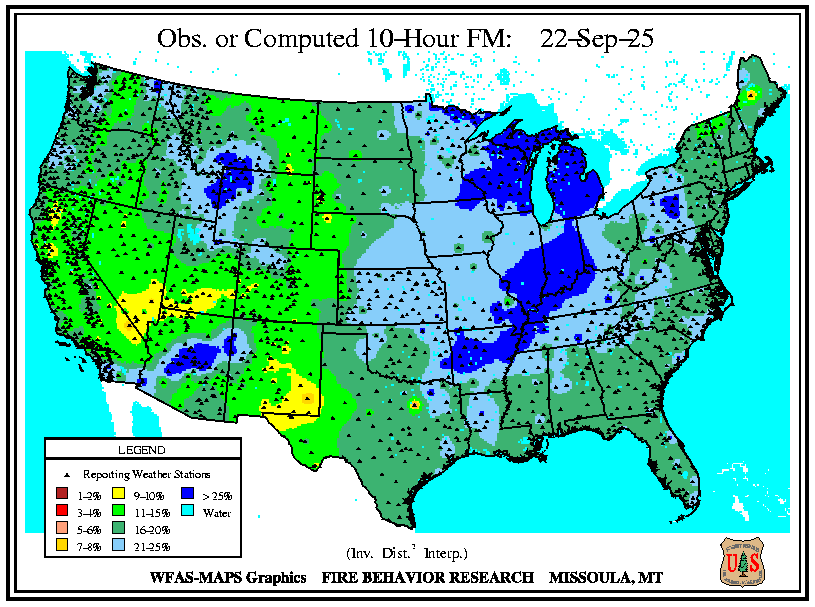 Obs. or Computed 10-Hour FM: 22-Sep-25
LEGEND
Reporting Weather Stations
1-2% 9-10% > 25%
3-4% 11-15% Water
5-6% 16-20%
7-8% 21-25%
(Inv. Dist.² Interp.)
WFAS-MAPS Graphics FIRE BEHAVIOR RESEARCH MISSOULA, MT
U S